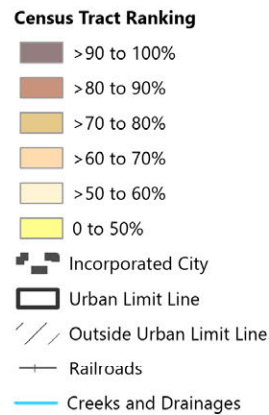 Census Tract Ranking
>90 to 100%
>80 to 90%
>70 to 80%
>60 to 70%
>50 to 60%
0 to 50%
Incorporated City
Urban Limit Line
Outside Urban Limit Line
Railroads
Creeks and Drainages